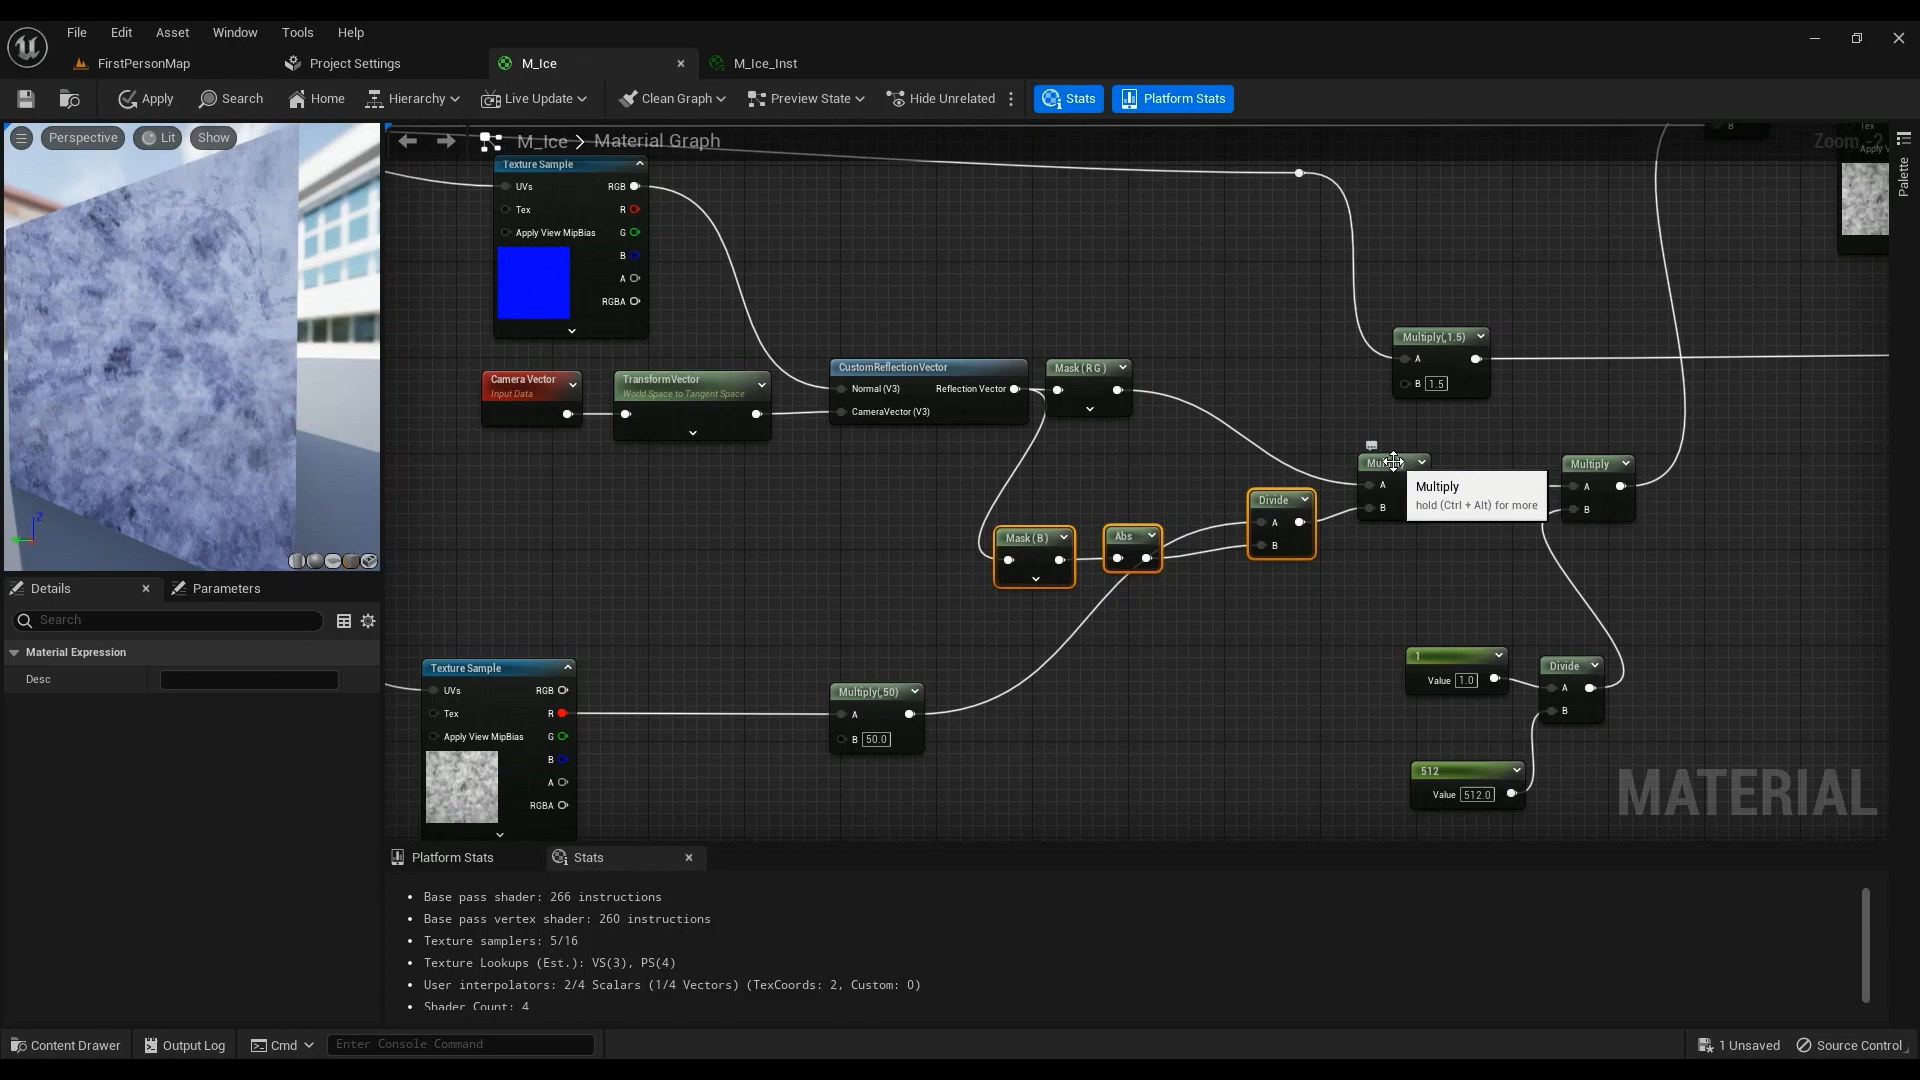 File Edit Asset Window Tools Help
FirstPersonMap
Project Settings
M_Ice
M_Ice_Inst
Apply
Search
Home
Hierarchy
Live Update
Clean Graph
Preview State
Hide Unrelated
Stats
Platform Stats
Perspective
Lit
Show
M_Ice > Material Graph
Zoom -2
Palette
B
Tex
Apply V
Texture Sample
UVs RGB
Tex R
Apply View MipBias G
B
A
RGBA
Camera Vector
Input Data
TransformVector
World Space to Tangent Space
CustomReflectionVector
Normal (V3) Reflection Vector
CameraVector (V3)
Mask ( R G )
Multiply(,1.5)
A
B 1.5
A
B
Multiply
hold (Ctrl + Alt) for more
Multiply
A
B
Divide
A
B
Mask ( B )
Abs
Texture Sample
UVs RGB
Tex R
Apply View MipBias G
B
A
RGBA
Multiply(,50)
A
B 50.0
1
Value 1.0
Divide
A
B
512
Value 512.0
MATERIAL
Details
Parameters
Search
Material Expression
Desc
Platform Stats
Stats
• Base pass shader: 266 instructions
• Base pass vertex shader: 260 instructions
• Texture samplers: 5/16
• Texture Lookups (Est.): VS(3), PS(4)
• User interpolators: 2/4 Scalars (1/4 Vectors) (TexCoords: 2, Custom: 0)
• Shader Count: 4
Content Drawer
Output Log
Cmd
Enter Console Command
1 Unsaved
Source Control